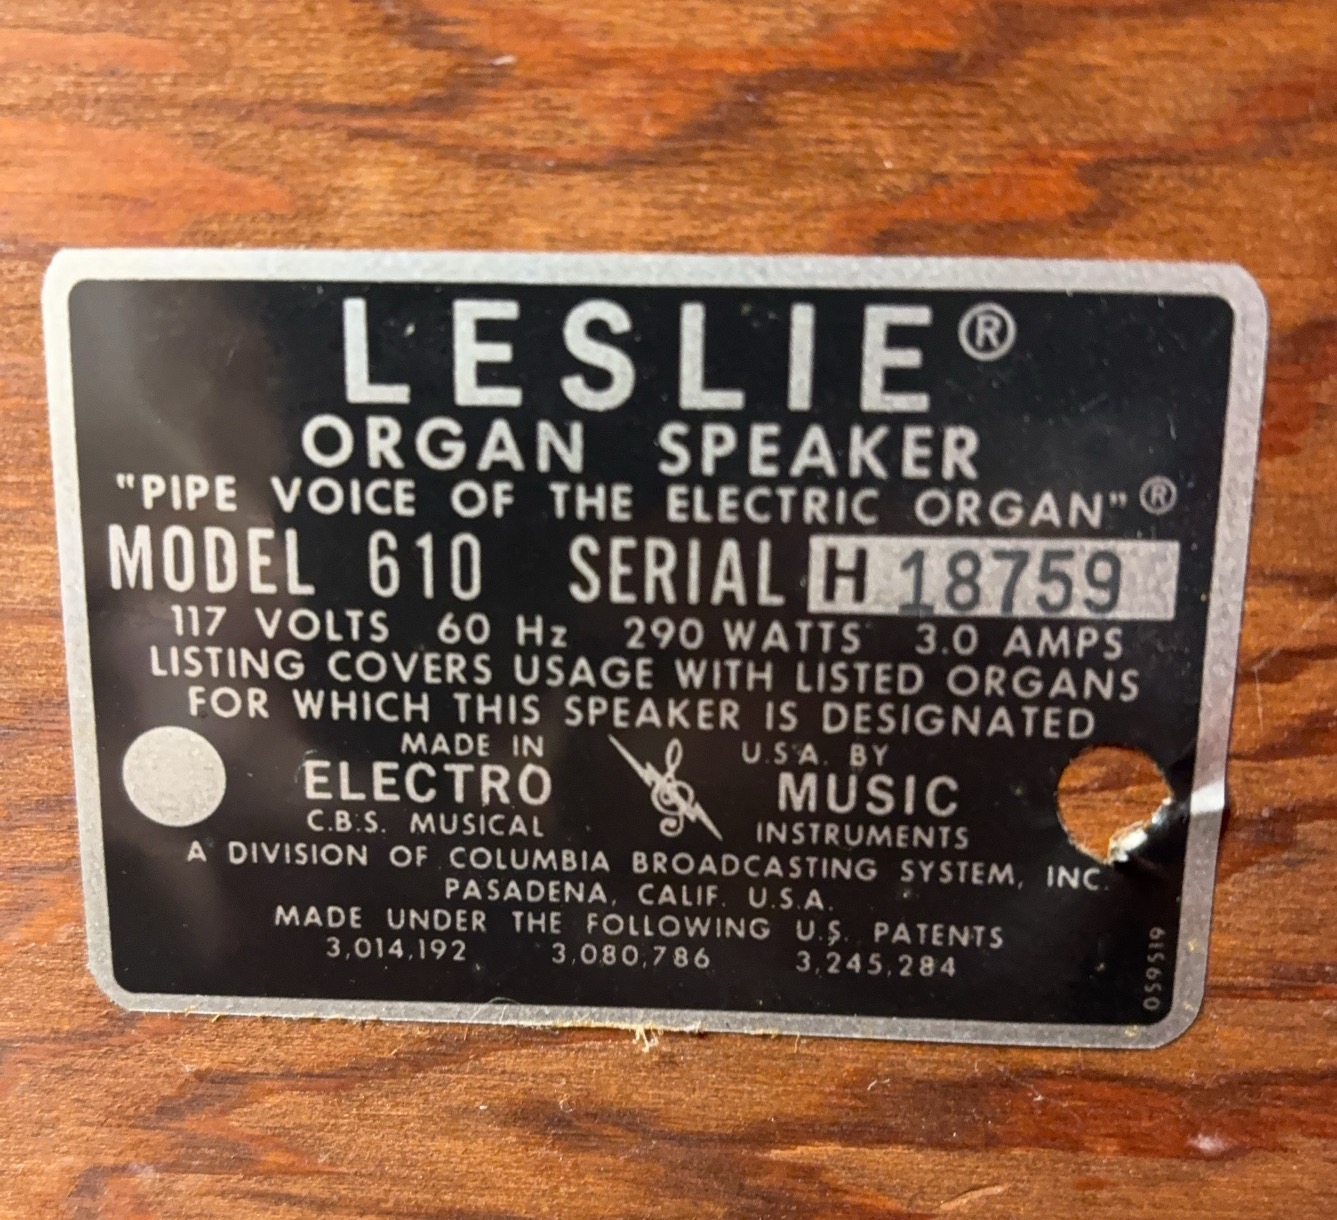 LESLIE®
ORGAN SPEAKER
"PIPE VOICE OF THE ELECTRIC ORGAN"®
MODEL 610 SERIAL H 18759
117 VOLTS 60 Hz 290 WATTS 3.0 AMPS
LISTING COVERS USAGE WITH LISTED ORGANS
FOR WHICH THIS SPEAKER IS DESIGNATED
MADE IN U.S.A. BY
ELECTRO MUSIC
C.B.S. MUSICAL INSTRUMENTS
A DIVISION OF COLUMBIA BROADCASTING SYSTEM, INC.
PASADENA, CALIF. U.S.A.
MADE UNDER THE FOLLOWING U.S. PATENTS
3,014,192 3,080,786 3,245,284
059519